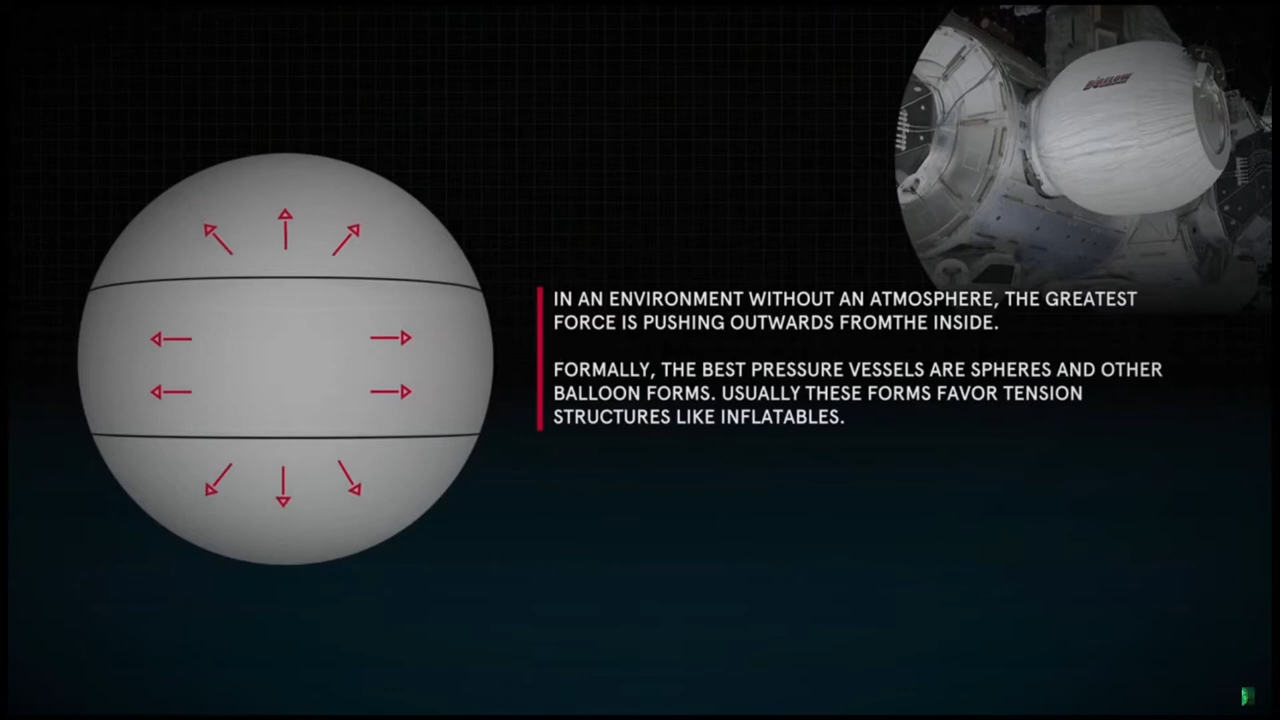 BIGELOW
IN AN ENVIRONMENT WITHOUT AN ATMOSPHERE, THE GREATEST
FORCE IS PUSHING OUTWARDS FROMTHE INSIDE.
FORMALLY, THE BEST PRESSURE VESSELS ARE SPHERES AND OTHER
BALLOON FORMS. USUALLY THESE FORMS FAVOR TENSION
STRUCTURES LIKE INFLATABLES.